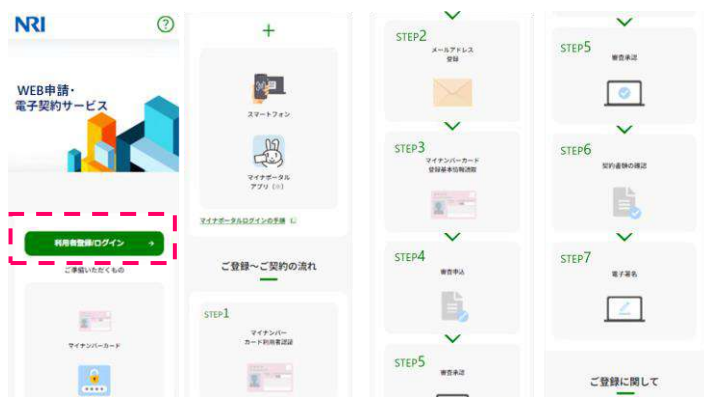 NRI
?
WEB申請・
電子契約サービス
利用者登録/ログイン
ご準備いただくもの
マイナンバーカード
+
スマートフォン
マイナポータル
アプリ（※）
マイナポータルログインの手順
ご登録～ご契約の流れ
STEP1
マイナンバー
カード利用者認証
STEP2
メールアドレス
登録
STEP3
マイナンバーカード
登録基本情報読取
STEP4
審査申込
STEP5
審査承認
STEP5
審査承認
STEP6
契約書類の確認
STEP7
電子署名
ご登録に関して